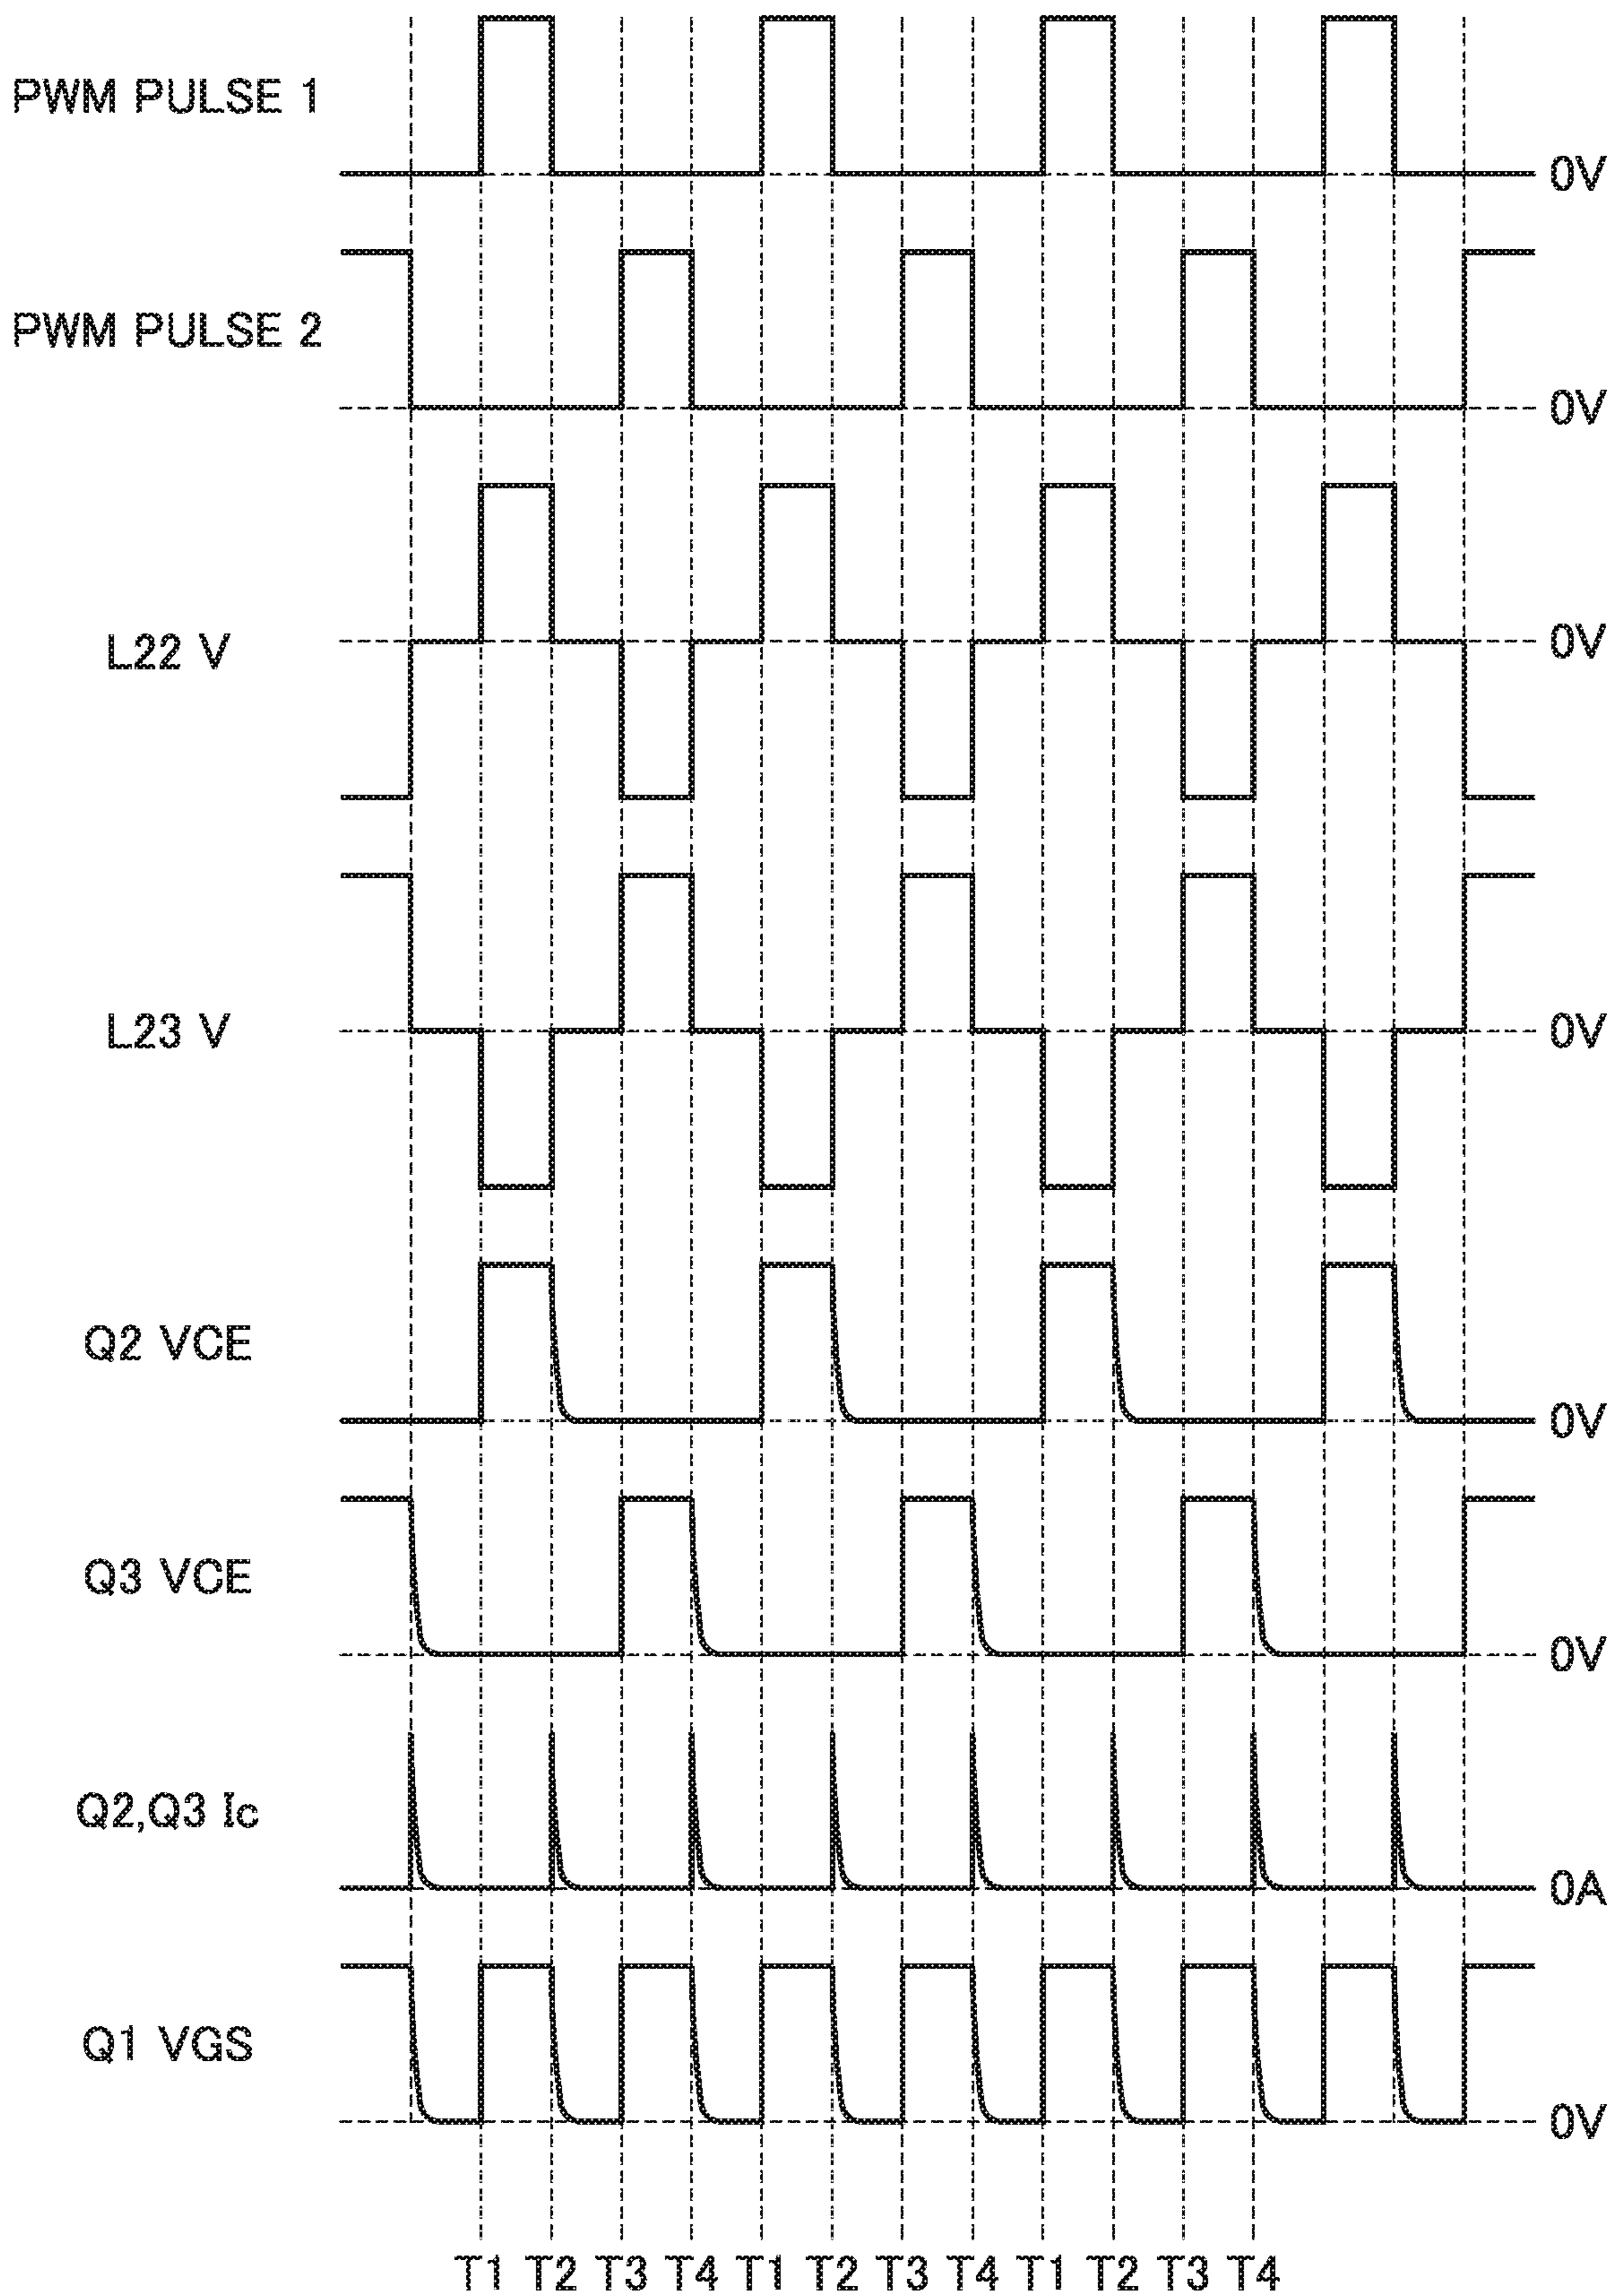 PWM PULSE 1
0V
PWM PULSE 2
0V
L22 V
0V
L23 V
0V
Q2 VCE
0V
Q3 VCE
0V
Q2,Q3 Ic
0A
Q1 VGS
0V
T1 T2 T3 T4 T1 T2 T3 T4 T1 T2 T3 T4